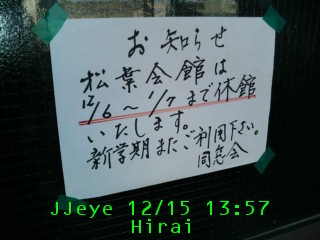 お知らせ
松葉会館は
12/6～1/7まで休館
いたします。
新学期またご利用下さい。
同窓会
JJeye 12/15 13:57
Hirai